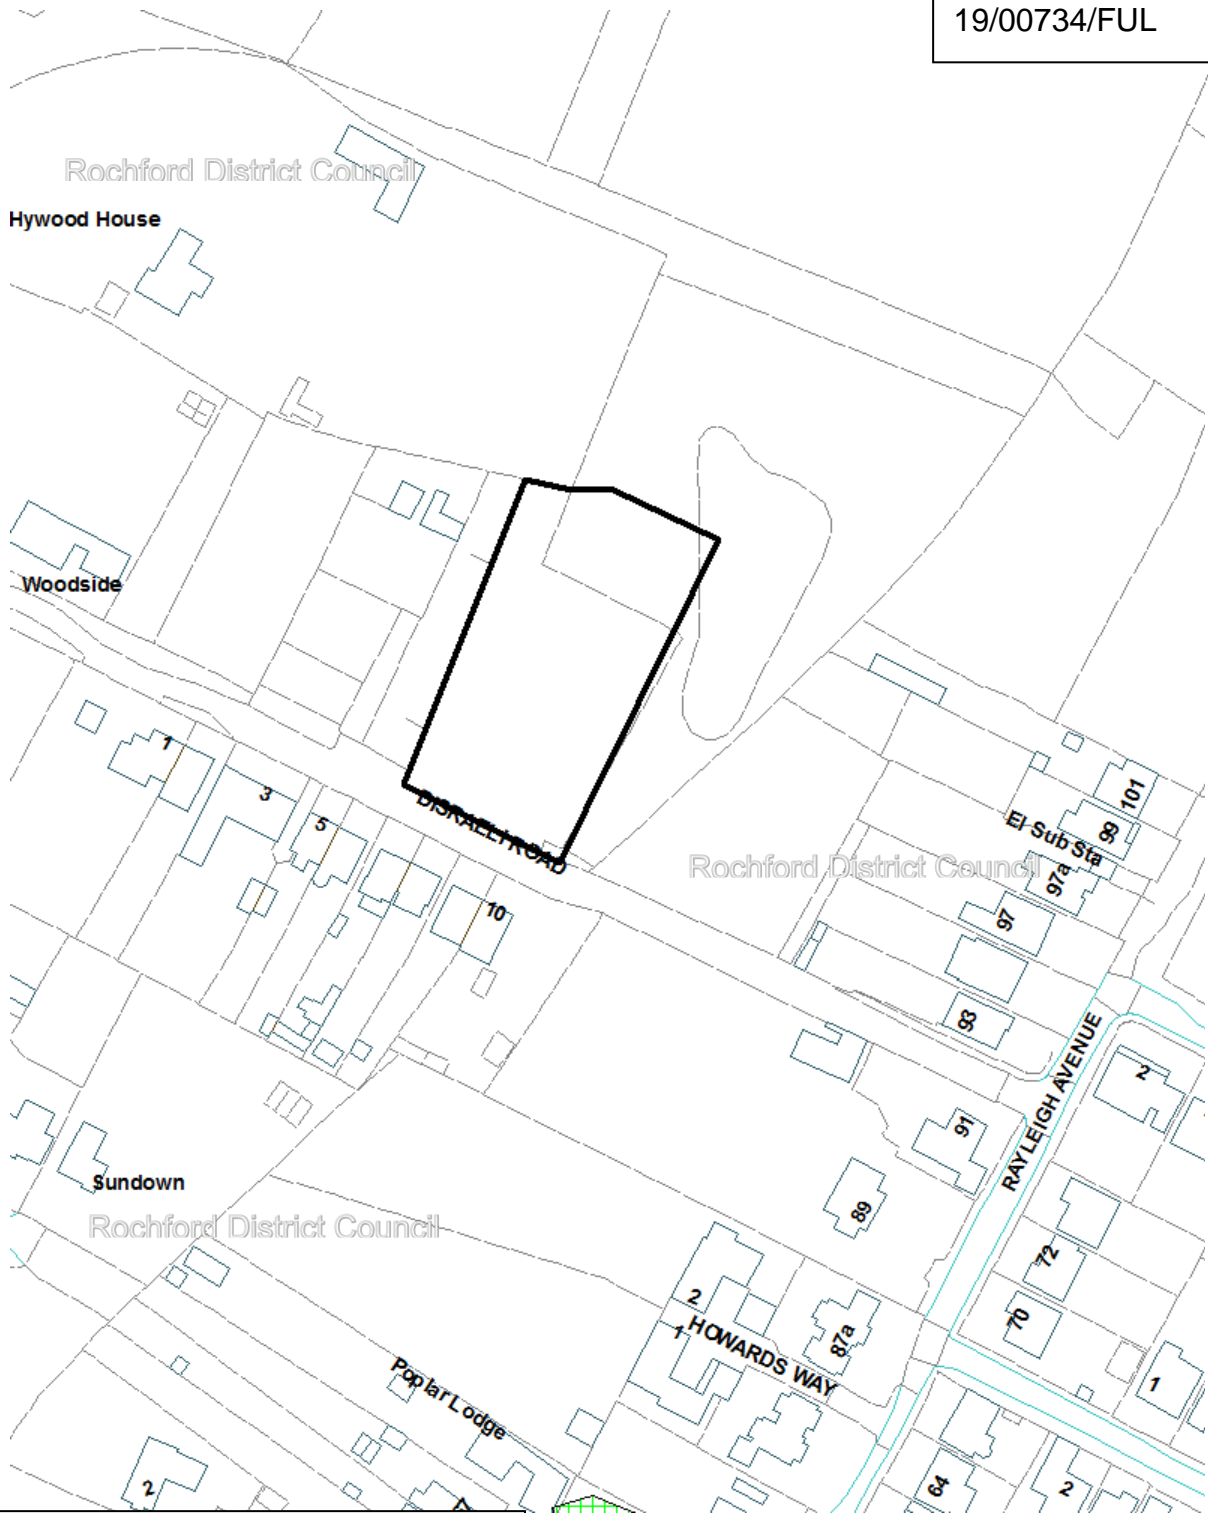 19/00734/FUL
Rochford District Council
Hywood House
Woodside
1
3
5
DISRAELI ROAD
10
Rochford District Council
101
99
El Sub Sta
97a
97
93
RAYLEIGH AVENUE
2
91
89
Sundown
Rochford District Council
72
70
2
1
HOWARDS WAY
87a
Poplar Lodge
1
2
64
2